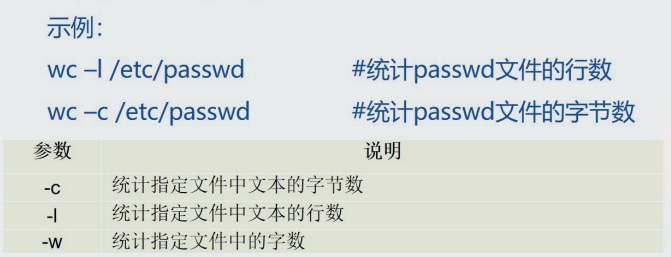 示例：
wc –l /etc/passwd #统计passwd文件的行数
wc –c /etc/passwd #统计passwd文件的字节数
参数 说明
-c 统计指定文件中文本的字节数
-l 统计指定文件中文本的行数
-w 统计指定文件中的字数